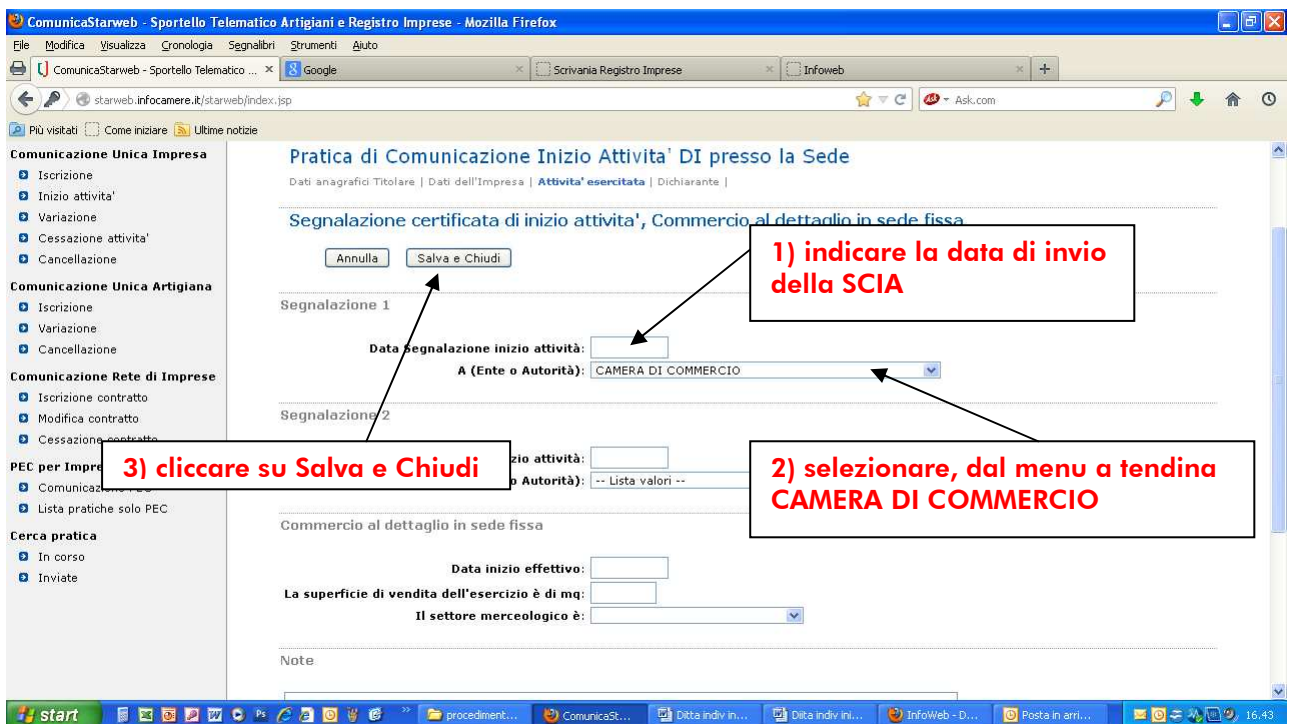 ComunicaStarweb - Sportello Telematico Artigiani e Registro Imprese - Mozilla Firefox
File Modifica Visualizza Cronologia Segnalibri Strumenti Aiuto
ComunicaStarweb - Sportello Telematico ... Google Scrivania Registro Imprese Infoweb
starweb.infocamere.it/starweb/index.jsp Ask.com
Più visitati Come iniziare Ultime notizie
Comunicazione Unica Impresa
Iscrizione
Inizio attivita'
Variazione
Cessazione attivita'
Cancellazione
Comunicazione Unica Artigiana
Iscrizione
Variazione
Cancellazione
Comunicazione Rete di Imprese
Iscrizione contratto
Modifica contratto
Cessazione contratto
PEC per Impre
Comunicazione PEC
Lista pratiche solo PEC
Cerca pratica
In corso
Inviate
Pratica di Comunicazione Inizio Attivita' DI presso la Sede
Dati anagrafici Titolare | Dati dell'Impresa | Attivita' esercitata | Dichiarante |
Segnalazione certificata di inizio attivita', Commercio al dettaglio in sede fissa
Annulla Salva e Chiudi
1) indicare la data di invio
della SCIA
Segnalazione 1
Data Segnalazione inizio attività:
A (Ente o Autorità): CAMERA DI COMMERCIO
Segnalazione 2
3) cliccare su Salva e Chiudi
zio attività:
o Autorità): -- Lista valori --
2) selezionare, dal menu a tendina
CAMERA DI COMMERCIO
Commercio al dettaglio in sede fissa
Data inizio effettivo:
La superficie di vendita dell'esercizio è di mq:
Il settore merceologico è:
Note
start procediment... ComunicaSt... Ditta indiv in... Diita indiv ini... InfoWeb - D... Posta in arri... 16.43